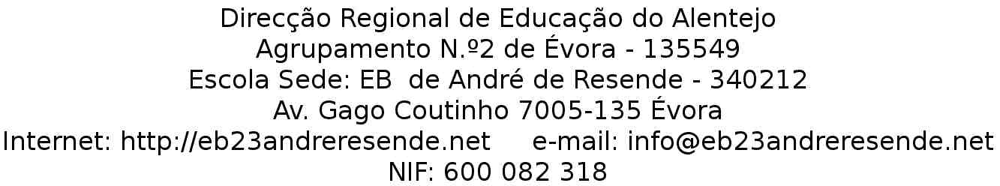 Direcção Regional de Educação do Alentejo
Agrupamento N.º2 de Évora - 135549
Escola Sede: EB  de André de Resende - 340212
Av. Gago Coutinho 7005-135 Évora
Internet: http://eb23andreresende.net     e-mail: info@eb23andreresende.net
NIF: 600 082 318